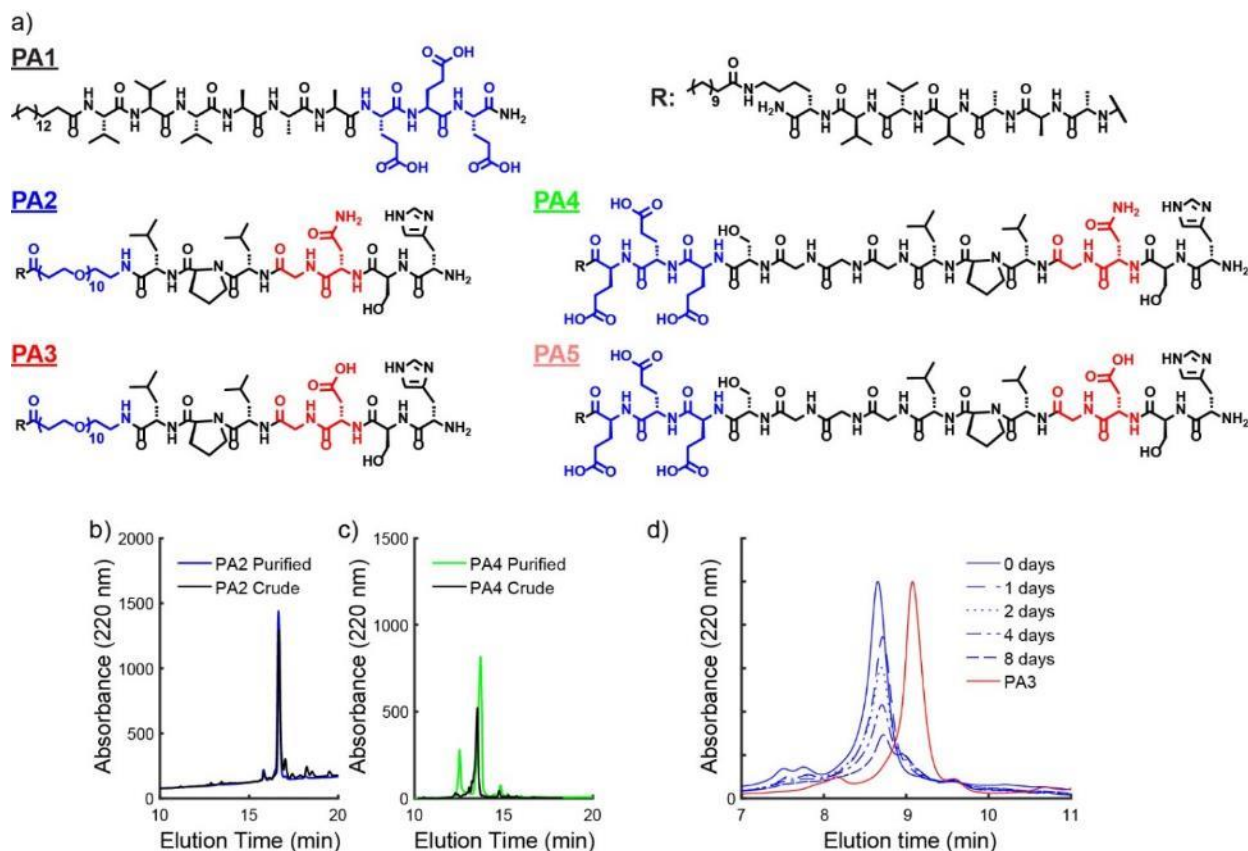 a)
PA1
R:
12
9
PA2
PA4
10
PA3
PA5
10
b)
PA2 Purified
PA2 Crude
Absorbance (220 nm)
2000
1500
1000
500
0
10 15 20
Elution Time (min)
c)
PA4 Purified
PA4 Crude
Absorbance (220 nm)
1500
1000
500
0
10 15 20
Elution Time (min)
d)
0 days
1 days
2 days
4 days
8 days
PA3
Absorbance (220 nm)
7 8 9 10 11
Elution time (min)